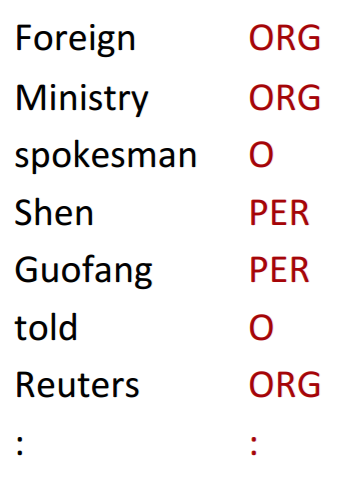 Foreign ORG
Ministry ORG
spokesman O
Shen PER
Guofang PER
told O
Reuters ORG
: :